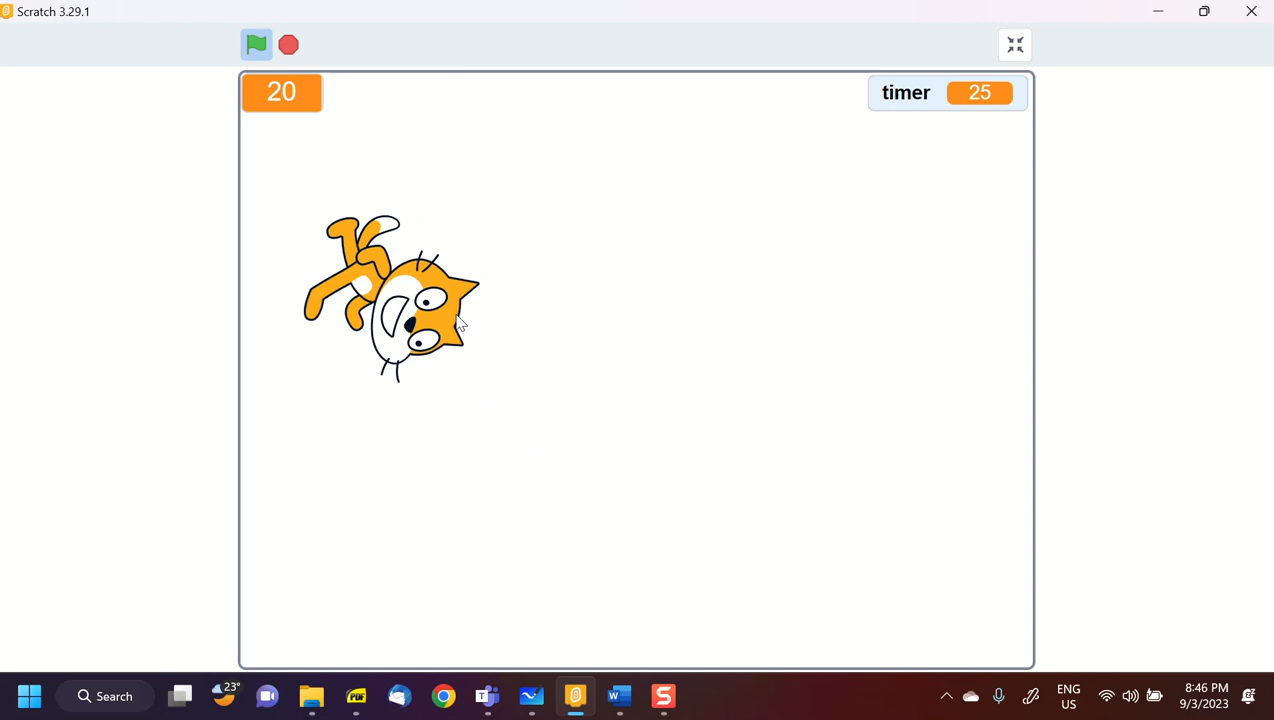 Scratch 3.29.1
20
timer 25
23°
Search
ENG
US
8:46 PM
9/3/2023